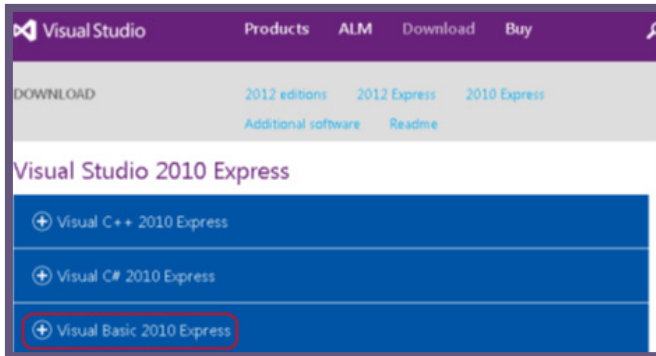 Visual Studio Products ALM Download Buy
DOWNLOAD 2012 editions 2012 Express 2010 Express
Additional software Readme
Visual Studio 2010 Express
Visual C++ 2010 Express
Visual C# 2010 Express
Visual Basic 2010 Express